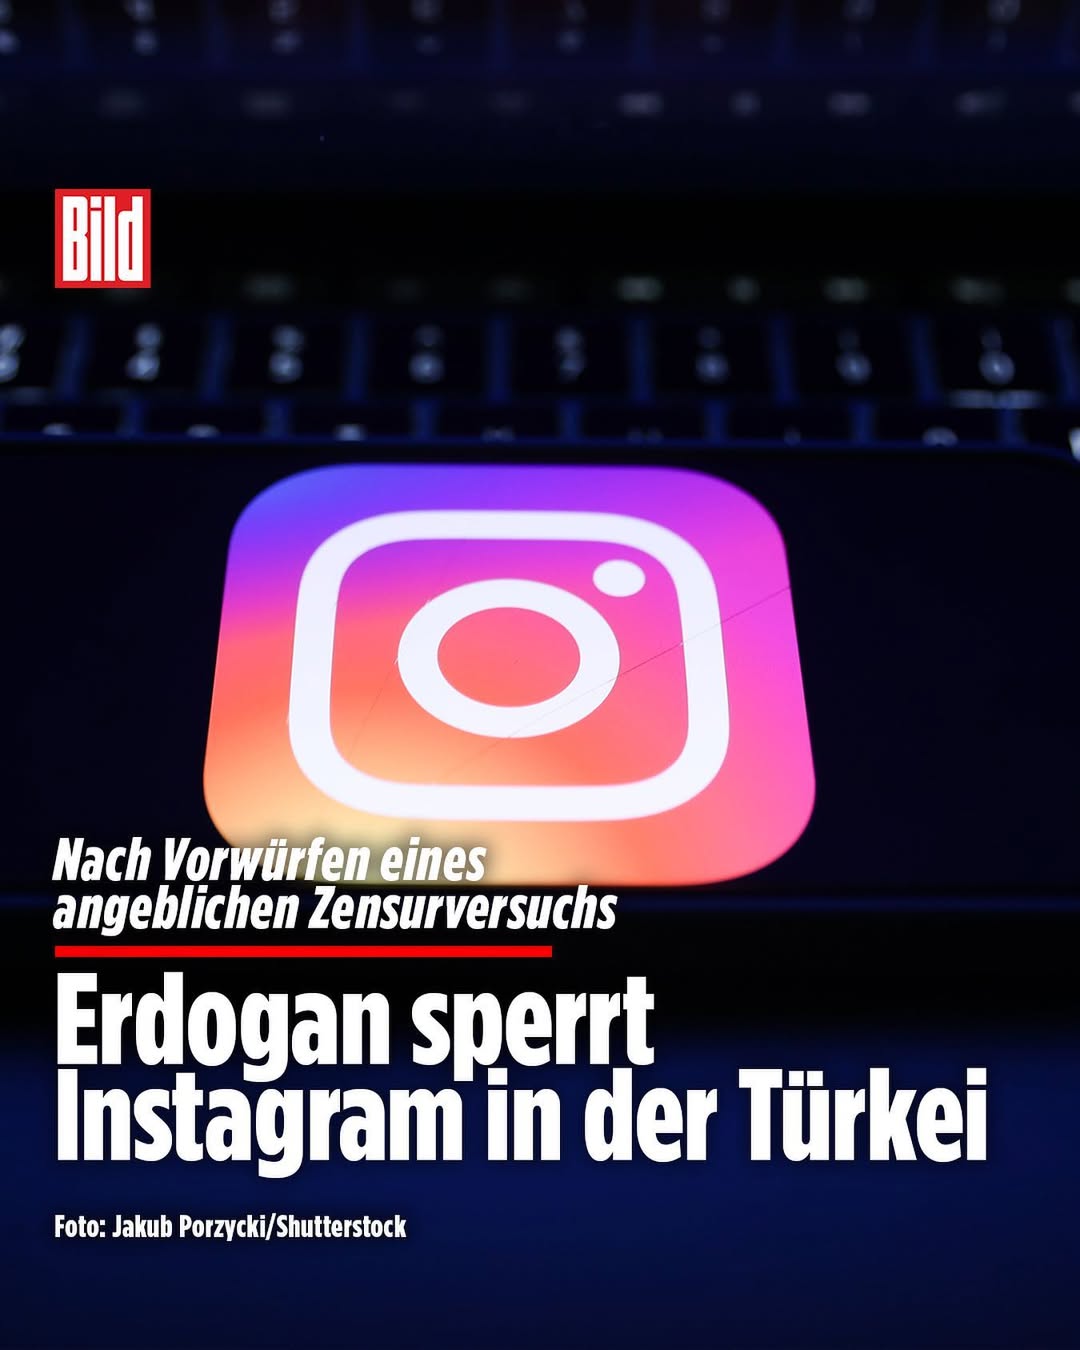 Bild
Nach Vorwürfen eines
angeblichen Zensurversuchs
Erdogan sperrt
Instagram in der Türkei
Foto: Jakub Porzycki/Shutterstock